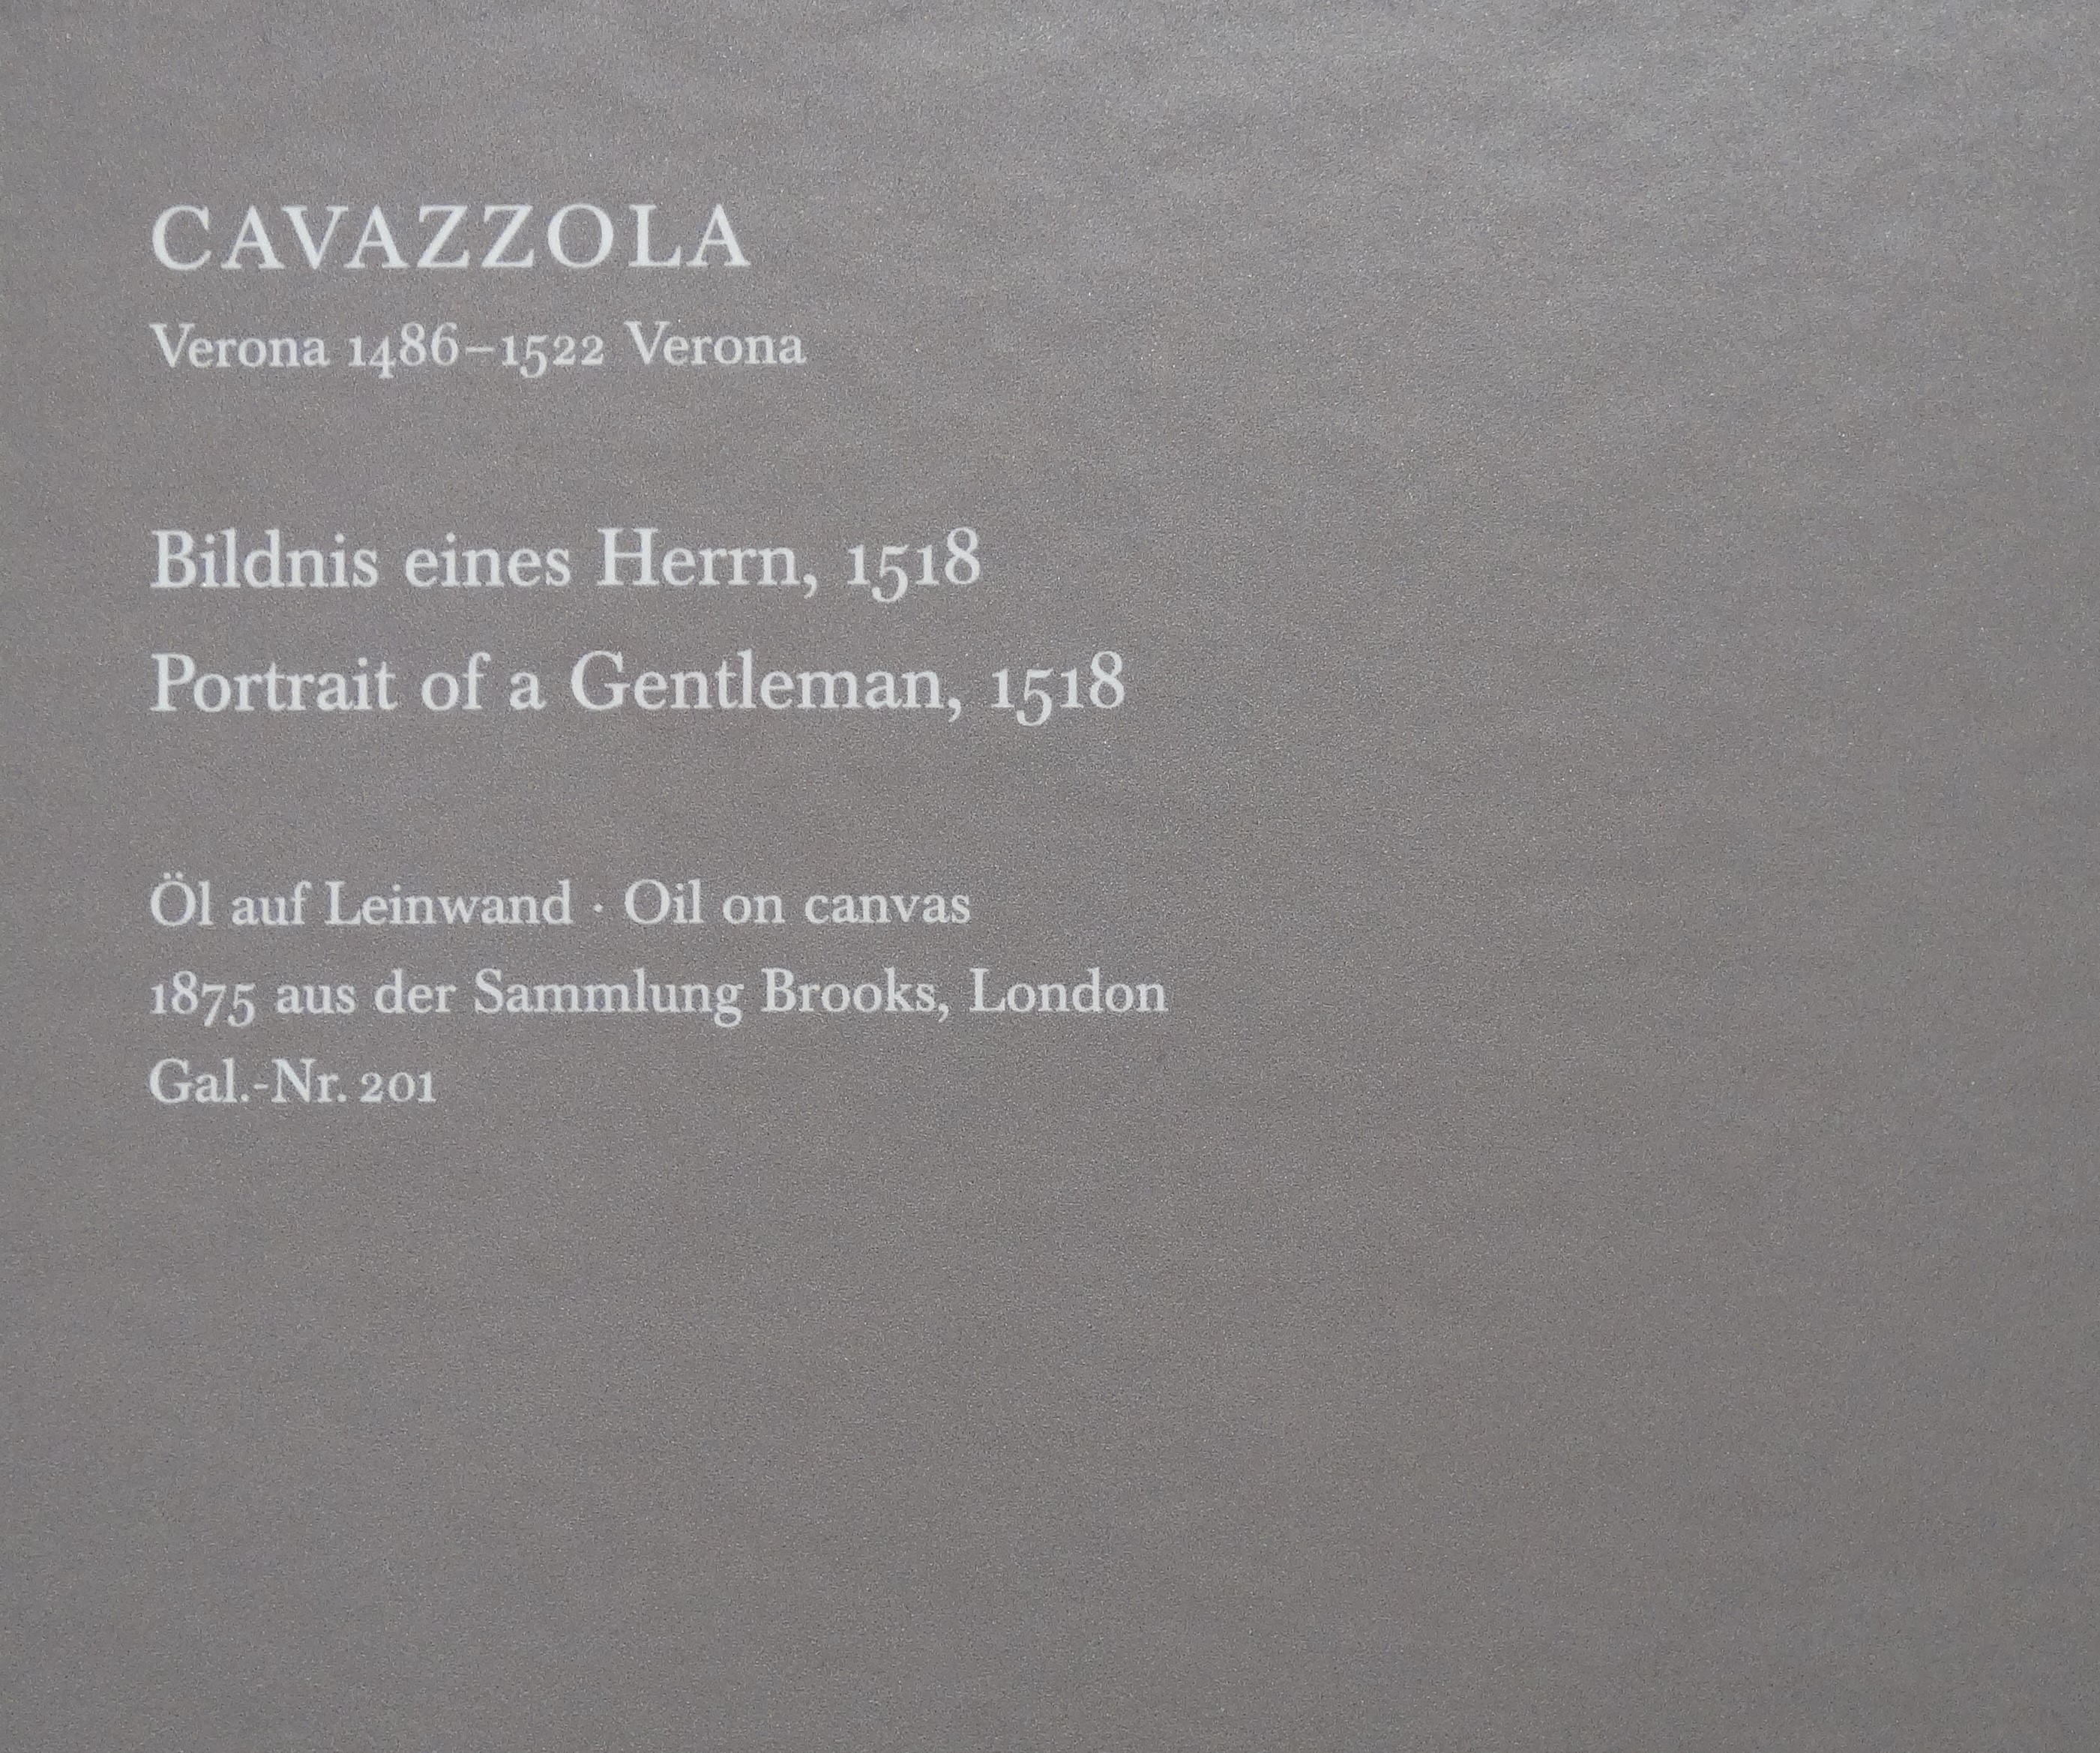 CAVAZZOLA
Verona 1486–1522 Verona
Bildnis eines Herrn, 1518
Portrait of a Gentleman, 1518
Öl auf Leinwand · Oil on canvas
1875 aus der Sammlung Brooks, London
Gal.-Nr. 201